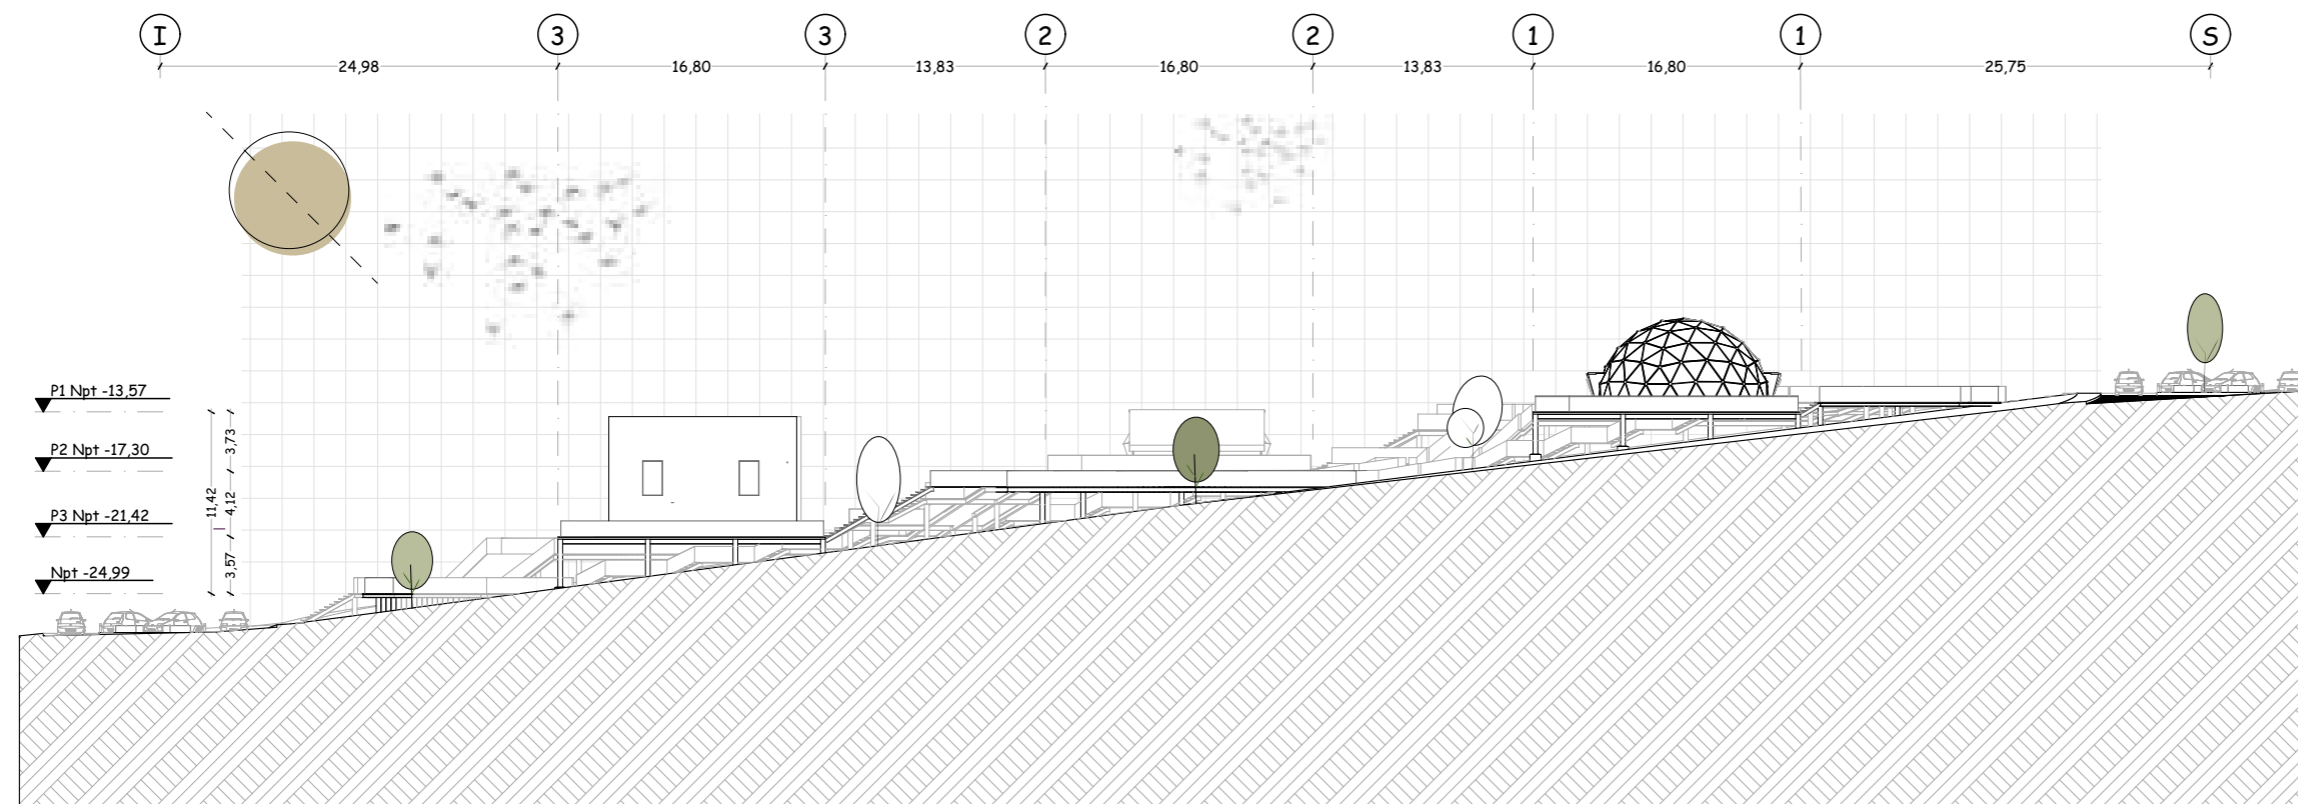 I 3 3 2 2 1 1 S
24,98 16,80 13,83 16,80 13,83 16,80 25,75
P1 Npt -13,57
P2 Npt -17,30
P3 Npt -21,42
Npt -24,99
11,42
3,73
4,12
3,57